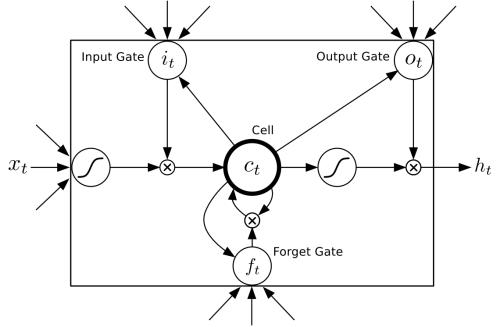 Input Gate
i_t
Output Gate
o_t
Cell
x_t
c_t
h_t
Forget Gate
f_t